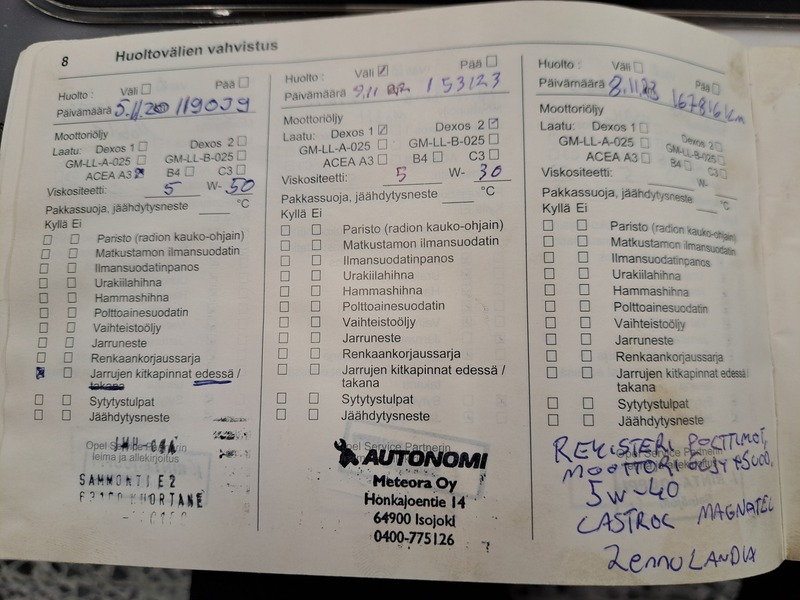 8 Huoltovälien vahvistus
Huolto : Väli Pää
Päivämäärä 5.11.20 119039
Moottoriöljy
Laatu: Dexos 1 Dexos 2
GM-LL-A-025 GM-LL-B-025
ACEA A3 B4 C3
Viskositeetti: 5 W- 50
Pakkassuoja, jäähdytysneste °C
Kyllä Ei
Paristo (radion kauko-ohjain)
Matkustamon ilmansuodatin
Ilmansuodatinpanos
Urakiilahihna
Hammashihna
Polttoainesuodatin
Vaihteistoöljy
Jarruneste
Renkaankorjaussarja
Jarrujen kitkapinnat edessä /
takana
Sytytystulpat
Jäähdytysneste
Opel Service Partnerin
leima ja allekirjoitus
SAMMONTIE2
Huolto : Väli Pää
Päivämäärä 9.11 153123
Moottoriöljy
Laatu: Dexos 1 Dexos 2
GM-LL-A-025 GM-LL-B-025
ACEA A3 B4 C3
Viskositeetti: 5 W- 30
Pakkassuoja, jäähdytysneste °C
Kyllä Ei
Paristo (radion kauko-ohjain)
Matkustamon ilmansuodatin
Ilmansuodatinpanos
Urakiilahihna
Hammashihna
Polttoainesuodatin
Vaihteistoöljy
Jarruneste
Renkaankorjaussarja
Jarrujen kitkapinnat edessä /
takana
Sytytystulpat
Jäähdytysneste
Opel Service Partnerin
AUTONOMI
Meteora Oy
Honkajoentie 14
64900 Isojoki
0400-775126
Huolto : Väli Pää
Päivämäärä 8.11.23 167816km
Moottoriöljy
Laatu: Dexos 1 Dexos 2
GM-LL-A-025 GM-LL-B-025
ACEA A3 B4 C3
Viskositeetti: W-
Pakkassuoja, jäähdytysneste °C
Kyllä Ei
Paristo (radion kauko-ohjain)
Matkustamon ilmansuodatin
Ilmansuodatinpanos
Urakiilahihna
Hammashihna
Polttoainesuodatin
Vaihteistoöljy
Jarruneste
Renkaankorjaussarja
Jarrujen kitkapinnat edessä /
takana
Sytytystulpat
Jäähdytysneste
Opel Service Partnerin
REKISTERI POLTTIMOT,
MOOTTORI ÖLJY
5W-40
CASTROL MAGNATEC